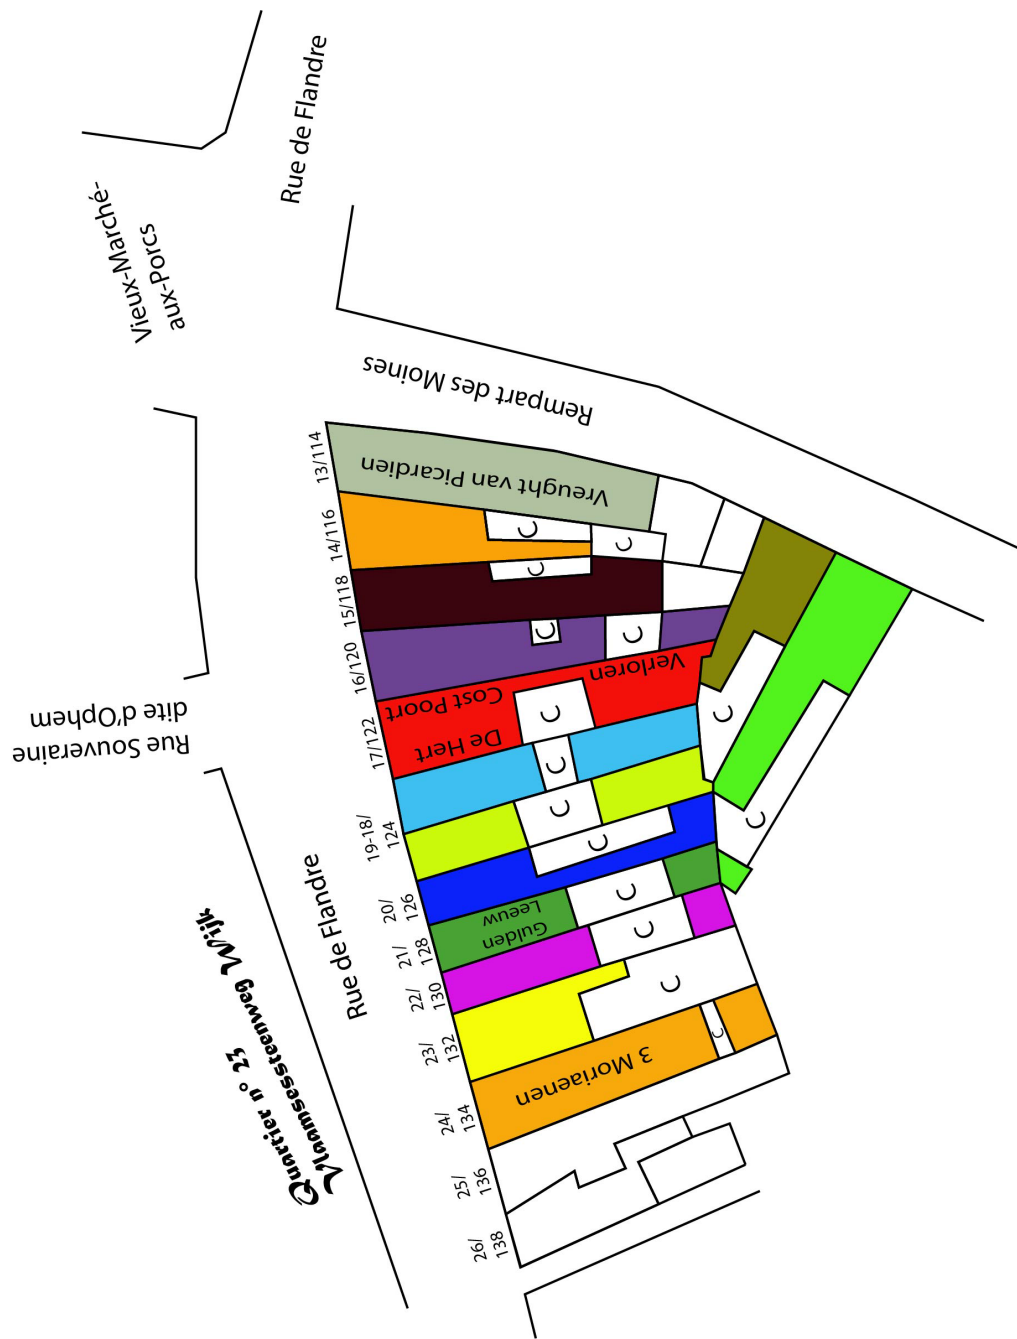 Rue de Flandre
Vieux-Marché-
aux-Porcs
Rempart des Moines
13/114
Vreught van Picardien
14/116
C
C
15/118
C
16/120
C
C
17/122
Verloren
Cost Poort
De Hert
C
Rue Souveraine
dite d'Ophem
C
C
19-18/
124
C
C
C
20/
126
Gulden
Leeuw
C
21/
128
C
22/
130
C
23/
132
3 Moriaenen
C
24/
134
25/
136
26/
138
Rue de Flandre
Quartier n° 23
Vlaamsessteenweg Wijk